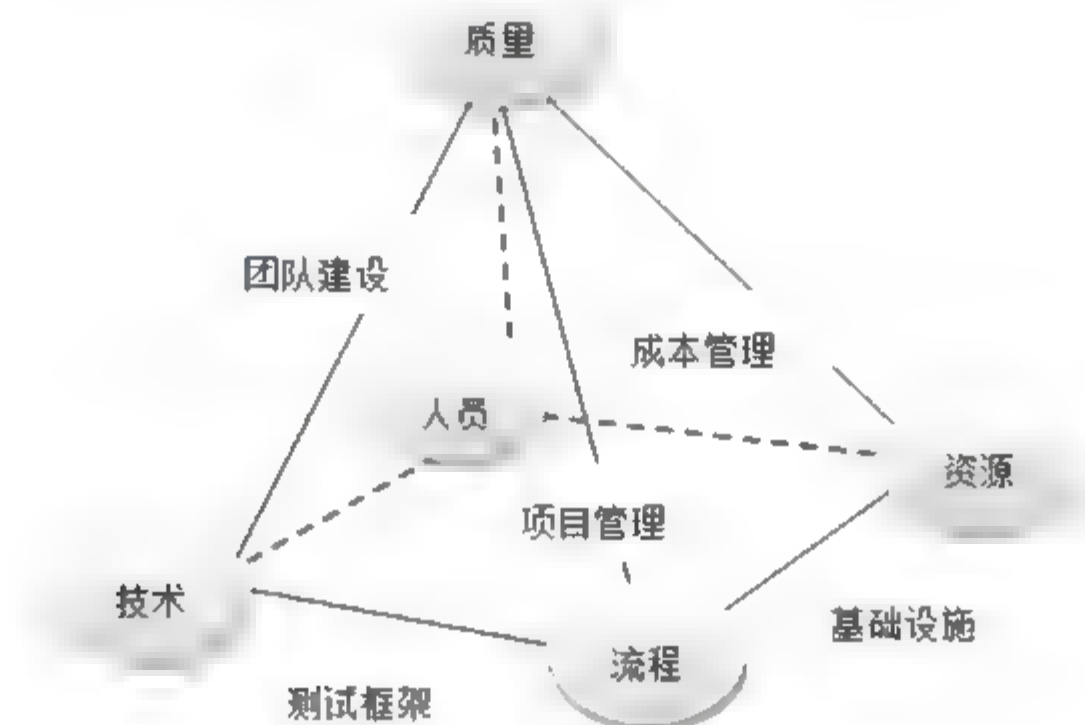 质量
团队建设
成本管理
人员
资源
项目管理
技术
基础设施
流程
测试框架